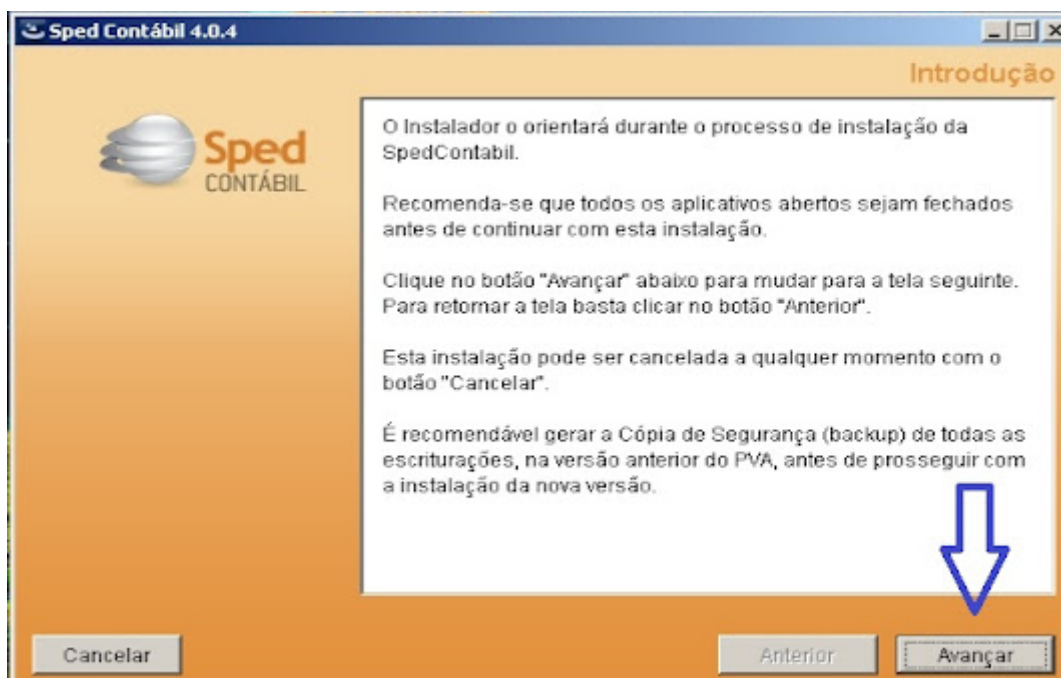 Sped Contábil 4.0.4
Introdução
Sped
CONTÁBIL
O Instalador o orientará durante o processo de instalação da
SpedContabil.
Recomenda-se que todos os aplicativos abertos sejam fechados
antes de continuar com esta instalação.
Clique no botão "Avançar" abaixo para mudar para a tela seguinte.
Para retornar a tela basta clicar no botão "Anterior".
Esta instalação pode ser cancelada a qualquer momento com o
botão "Cancelar".
É recomendável gerar a Cópia de Segurança (backup) de todas as
escriturações, na versão anterior do PVA, antes de prosseguir com
a instalação da nova versão.
Cancelar
Anterior
Avançar